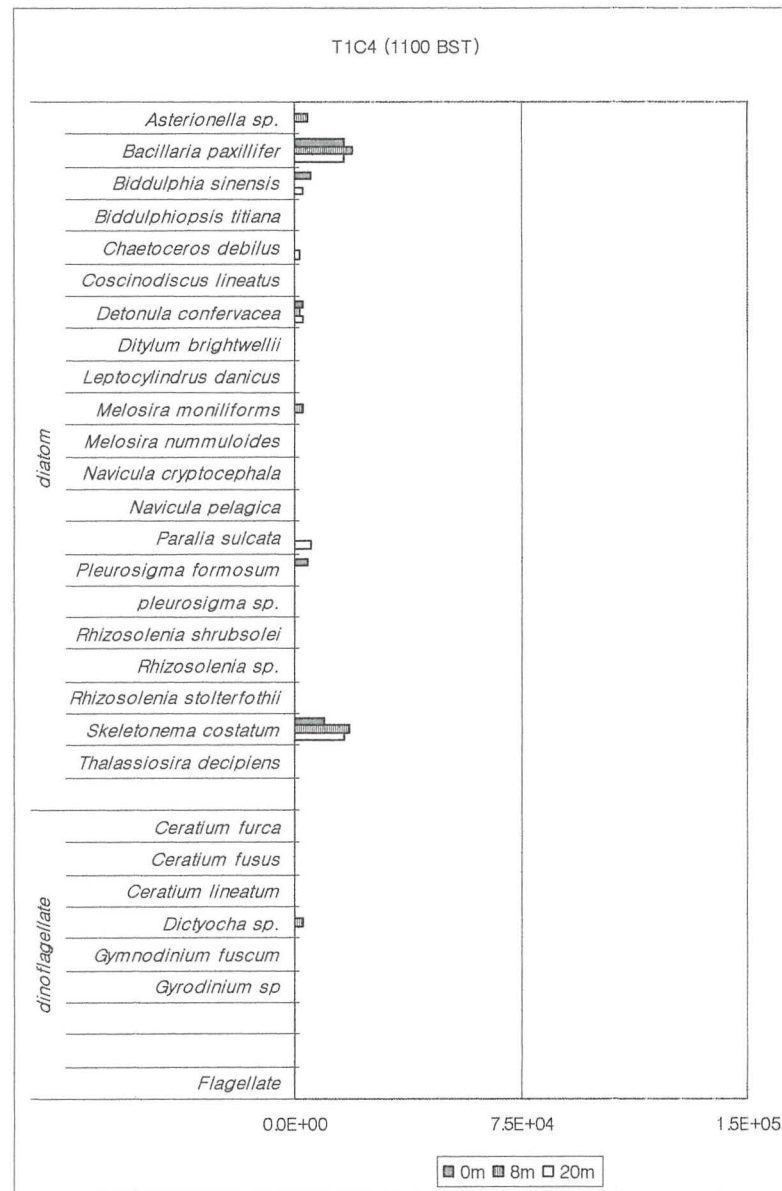 T1C4 (1100 BST)
diatom
Asterionella sp.
Bacillaria paxillifer
Biddulphia sinensis
Biddulphiopsis titiana
Chaetoceros debilus
Coscinodiscus lineatus
Detonula confervacea
Ditylum brightwellii
Leptocylindrus danicus
Melosira moniliforms
Melosira nummuloides
Navicula cryptocephala
Navicula pelagica
Paralia sulcata
Pleurosigma formosum
pleurosigma sp.
Rhizosolenia shrubsolei
Rhizosolenia sp.
Rhizosolenia stolterfothii
Skeletonema costatum
Thalassiosira decipiens
dinoflagellate
Ceratium furca
Ceratium fusus
Ceratium lineatum
Dictyocha sp.
Gymnodinium fuscum
Gyrodinium sp
Flagellate
0.0E+00 7.5E+04 1.5E+05
0m 8m 20m